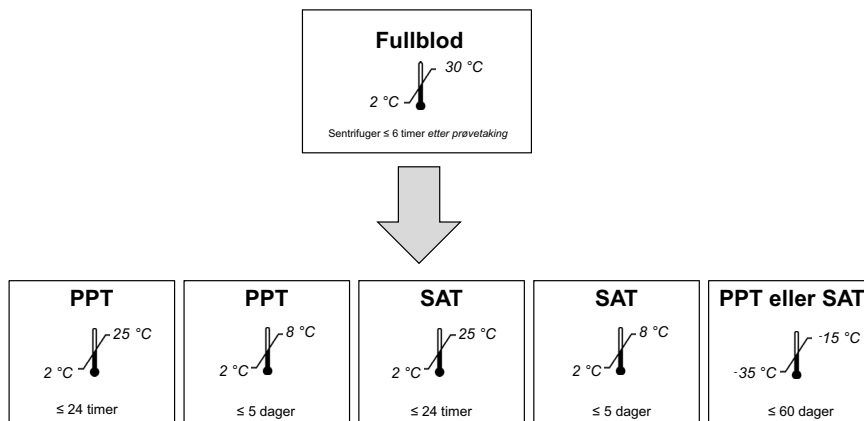 Fullblod
30 °C
2 °C
Sentrifuger ≤ 6 timer etter prøvetaking
PPT
25 °C
2 °C
≤ 24 timer
PPT
8 °C
2 °C
≤ 5 dager
SAT
25 °C
2 °C
≤ 24 timer
SAT
8 °C
2 °C
≤ 5 dager
PPT eller SAT
-15 °C
-35 °C
≤ 60 dager